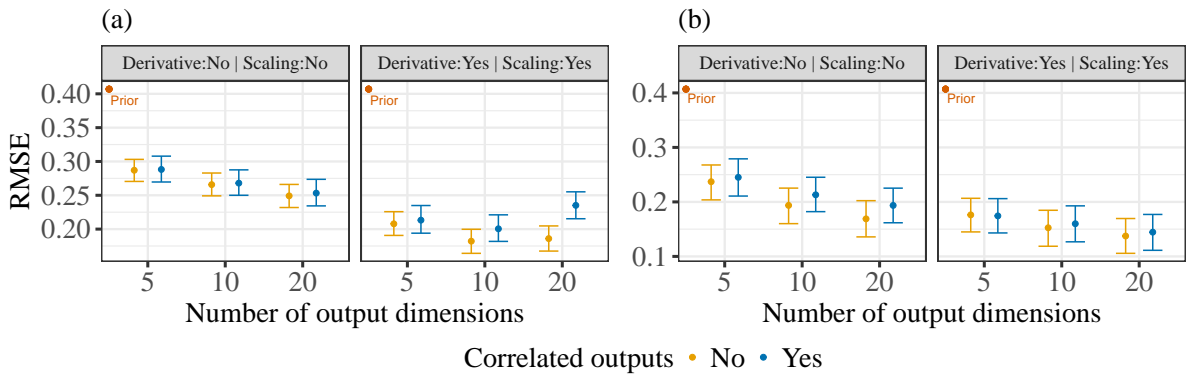 (a)
(b)
Derivative:No | Scaling:No
Derivative:Yes | Scaling:Yes
Derivative:No | Scaling:No
Derivative:Yes | Scaling:Yes
RMSE
0.40
0.35
0.30
0.25
0.20
Prior
Prior
0.4
0.3
0.2
0.1
Prior
Prior
5 10 20
5 10 20
5 10 20
5 10 20
Number of output dimensions
Number of output dimensions
Correlated outputs No Yes